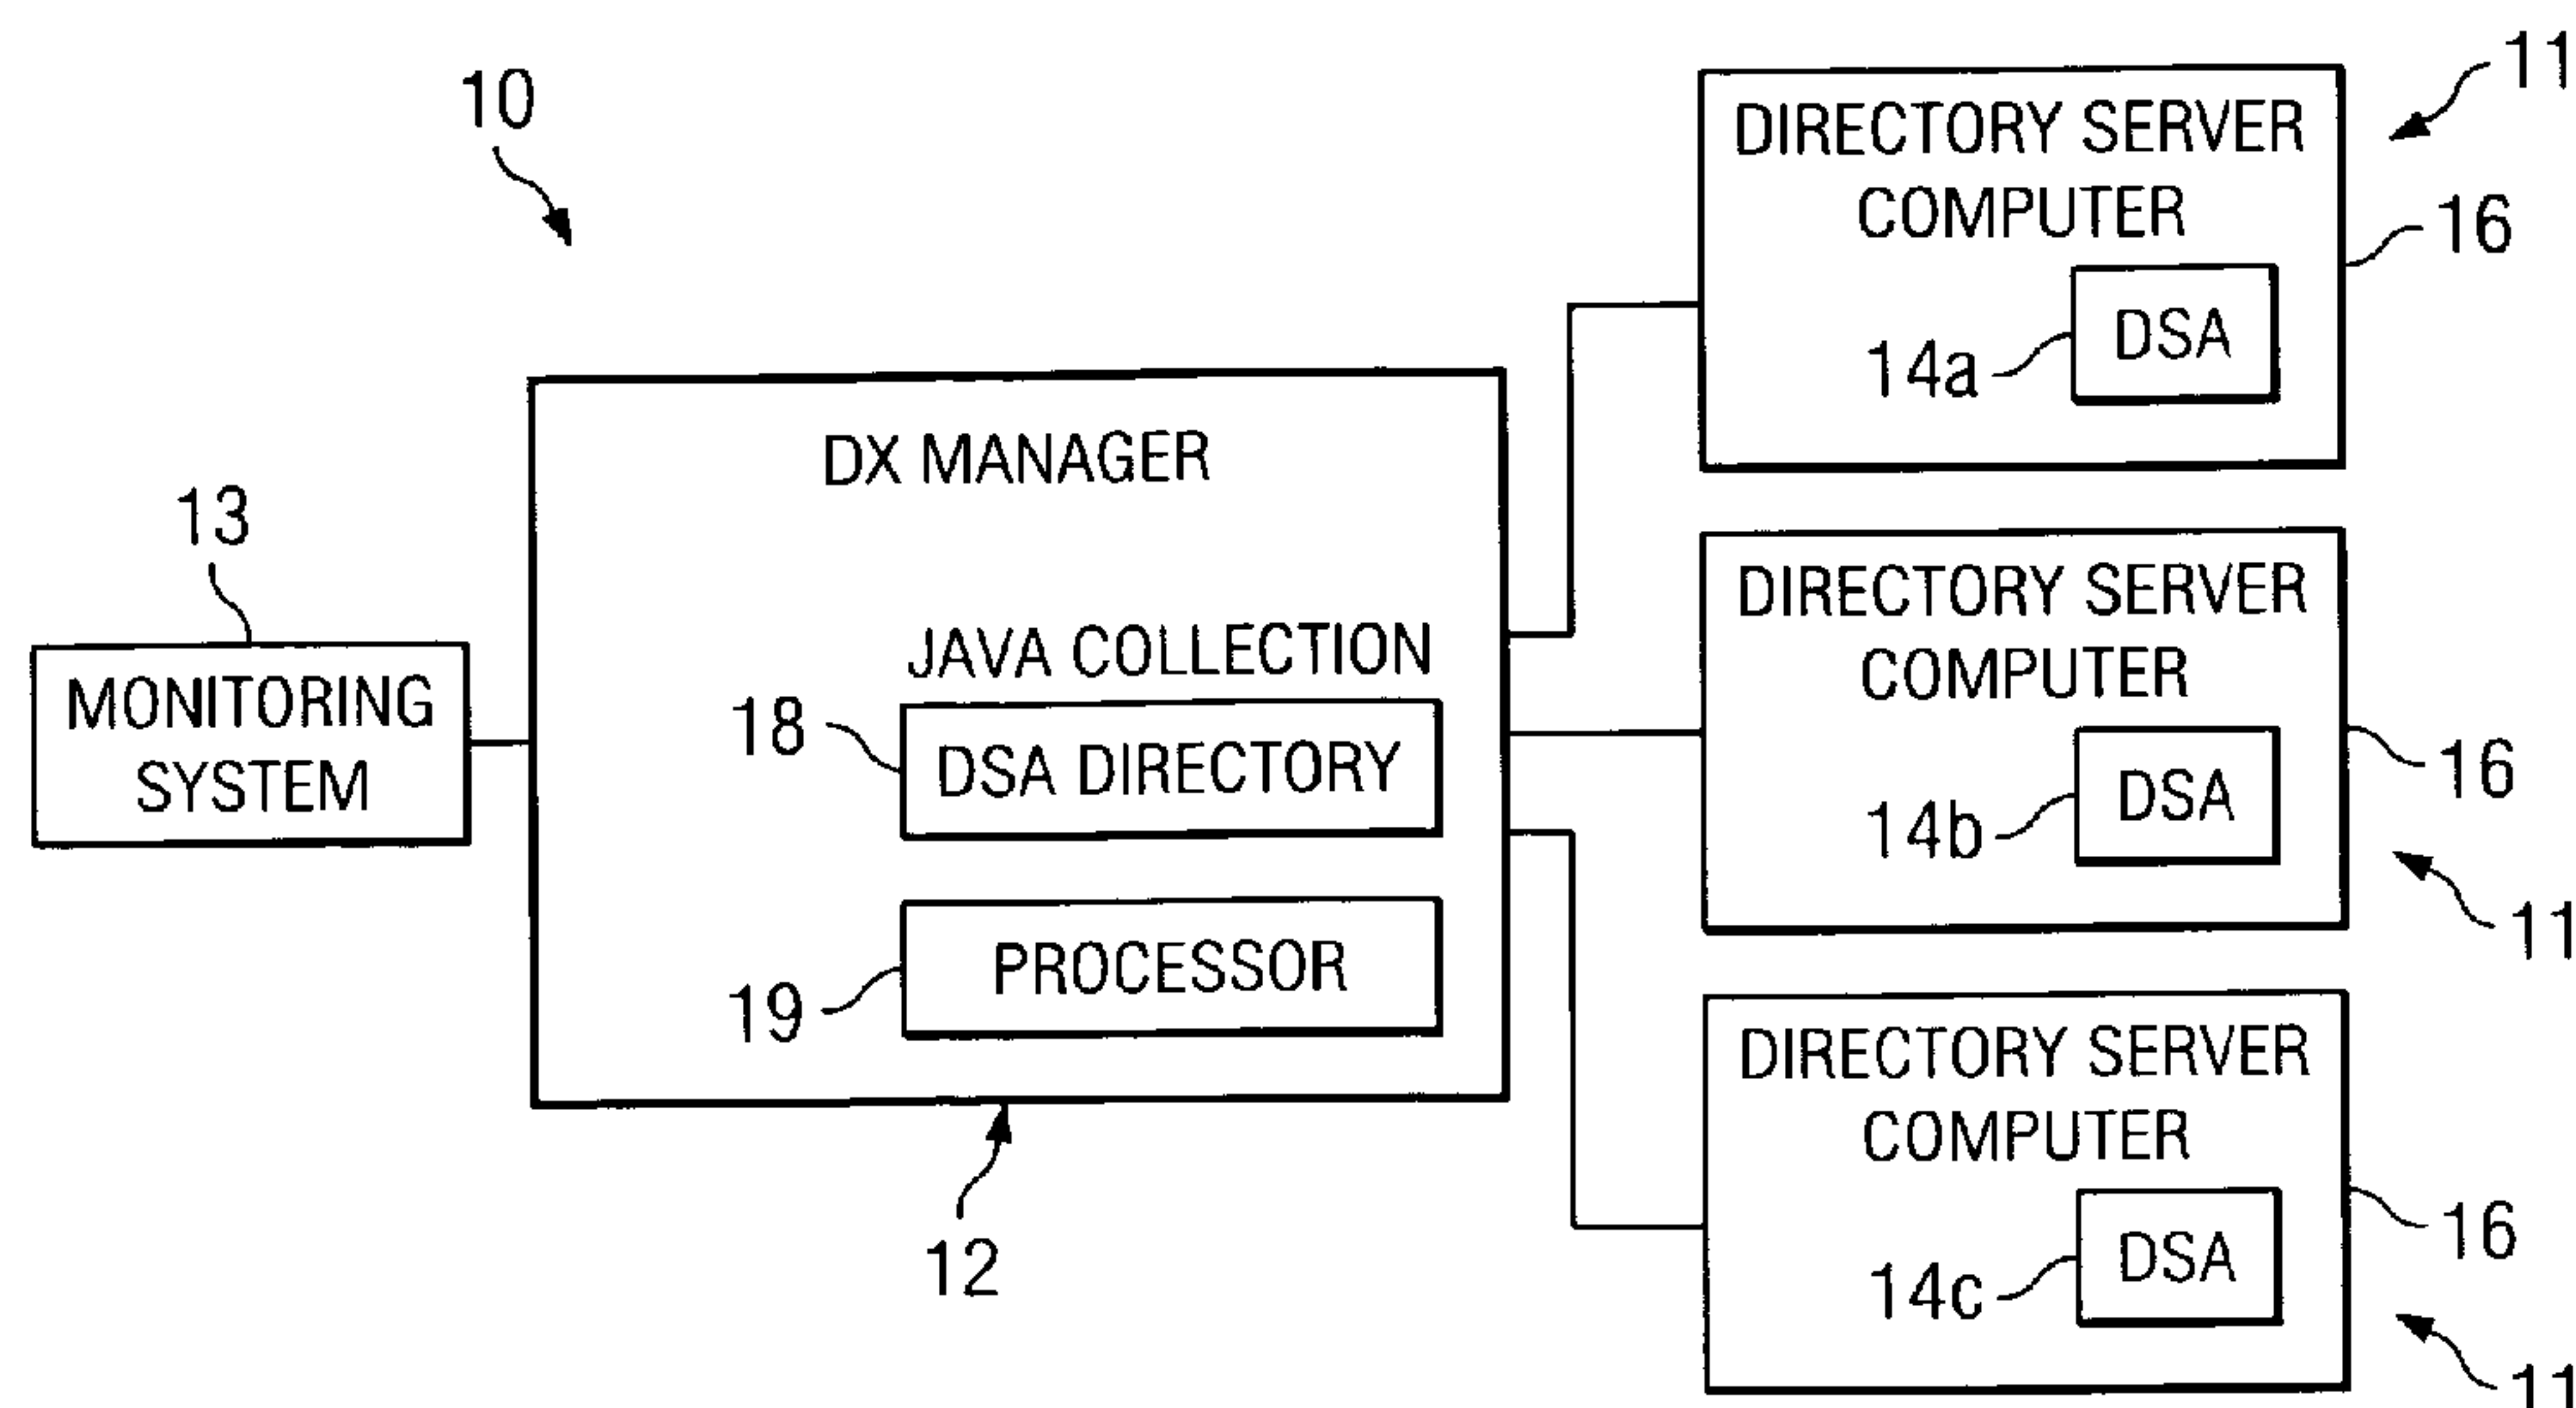 10
11
DIRECTORY SERVER
COMPUTER
16
14a
DSA
DX MANAGER
13
MONITORING
SYSTEM
JAVA COLLECTION
18
DSA DIRECTORY
19
PROCESSOR
12
DIRECTORY SERVER
COMPUTER
16
14b
DSA
11
DIRECTORY SERVER
COMPUTER
16
14c
DSA
11